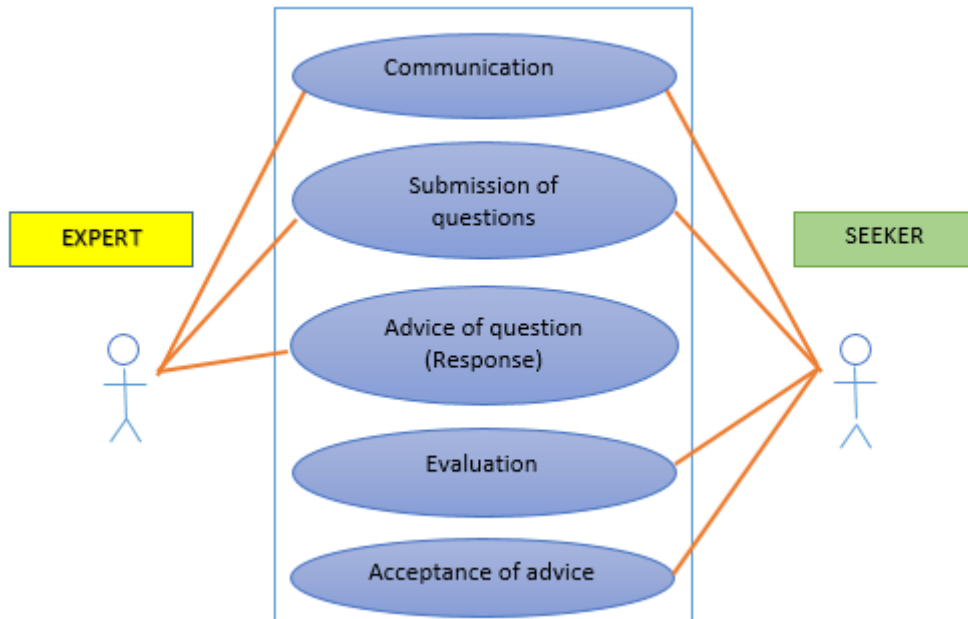 Communication
Submission of
questions
EXPERT
SEEKER
Advice of question
(Response)
Evaluation
Acceptance of advice